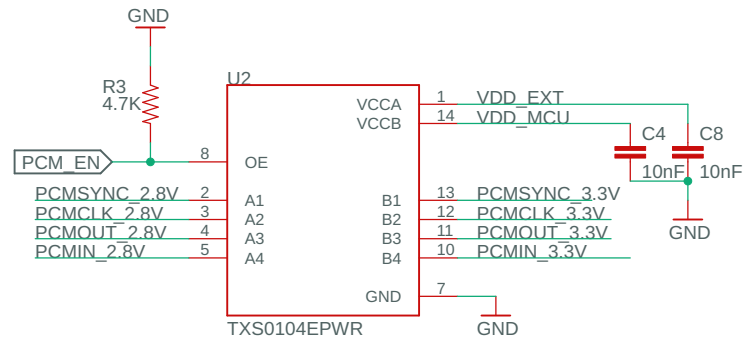 GND
R3
4.7K
U2
PCM_EN
8 OE
PCMSYNC_2.8V 2 A1
PCMCLK_2.8V 3 A2
PCMOUT_2.8V 4 A3
PCMIN_2.8V 5 A4
VCCA 1 VDD_EXT
VCCB 14 VDD_MCU
C4
10nF
C8
10nF
GND
B1 13 PCMSYNC_3.3V
B2 12 PCMCLK_3.3V
B3 11 PCMOUT_3.3V
B4 10 PCMIN_3.3V
GND 7
GND
TXS0104EPWR